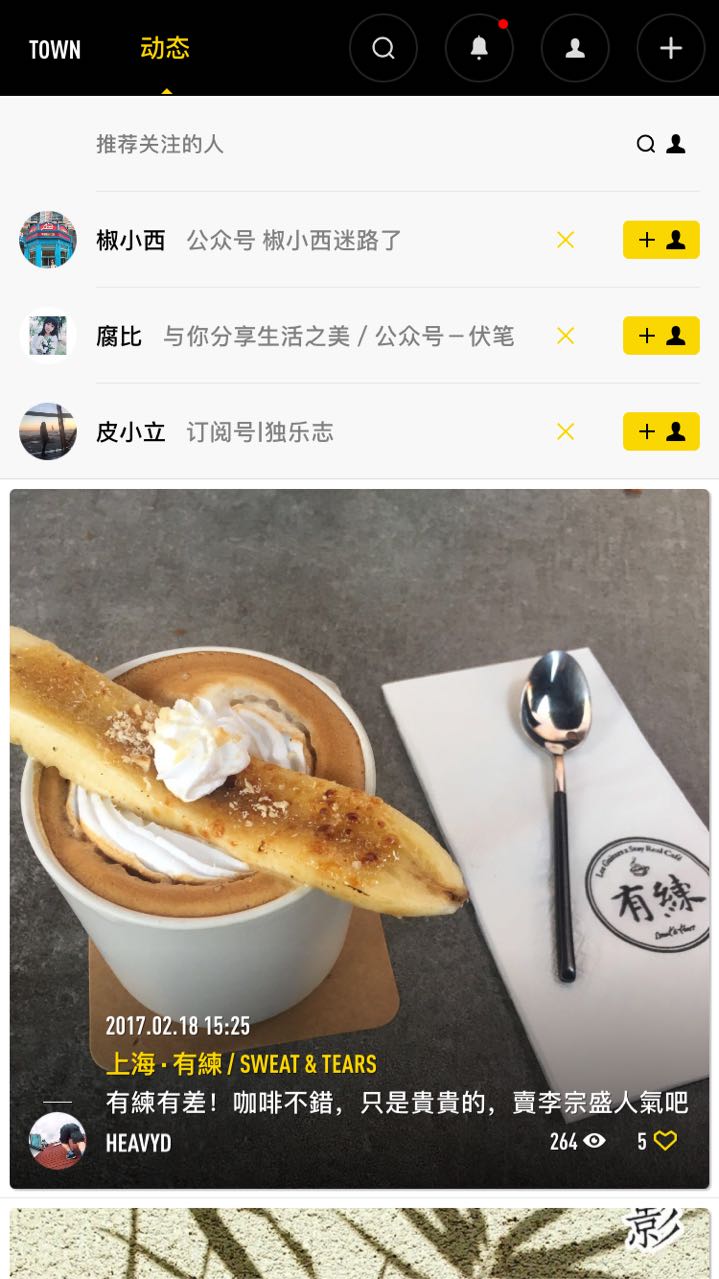 TOWN 动态
推荐关注的人
椒小西 公众号 椒小西迷路了
腐比 与你分享生活之美 / 公众号－伏笔
皮小立 订阅号|独乐志
有練
2017.02.18 15:25
上海 · 有練 / SWEAT & TEARS
有練有差！咖啡不錯，只是貴貴的，賣李宗盛人氣吧
HEAVYD 264 5
影